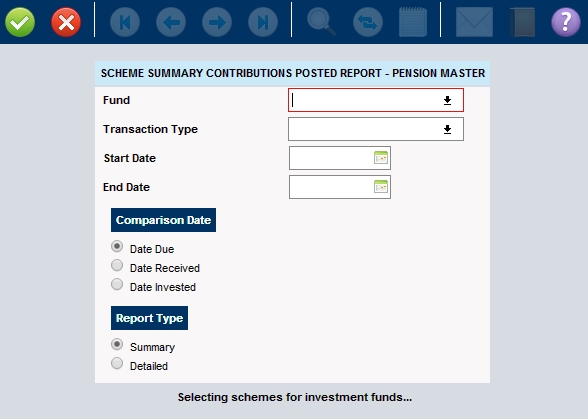 ?
SCHEME SUMMARY CONTRIBUTIONS POSTED REPORT - PENSION MASTER
Fund
Transaction Type
Start Date
End Date
Comparison Date
Date Due
Date Received
Date Invested
Report Type
Summary
Detailed
Selecting schemes for investment funds...